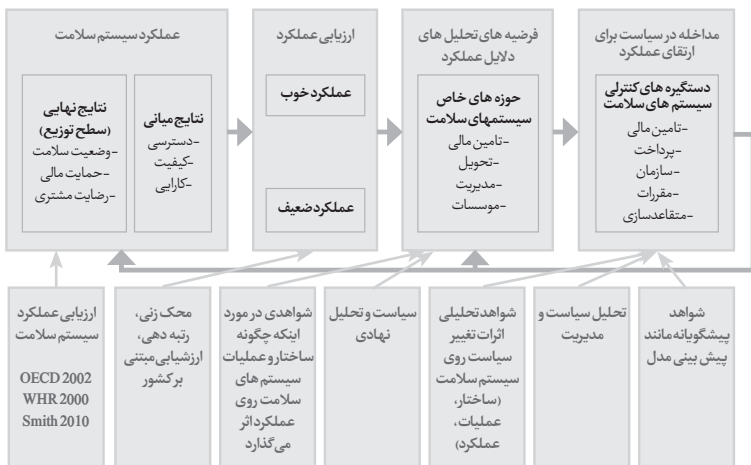 عملکرد سیستم سلامت
نتایج نهایی
(سطح توزیع)
-وضعیت سلامت
-حمایت مالی
-رضایت مشتری
نتایج میانی
-دسترسی
-کیفیت
-کارایی
ارزیابی عملکرد
عملکرد خوب
عملکرد ضعیف
فرضیه های تحلیل های
دلایل عملکرد
حوزه های خاص
سیستمهای سلامت
-تامین مالی
-تحویل
-مدیریت
-موسسات
مداخله در سیاست برای
ارتقای عملکرد
دستگیره های کنترلی
سیستم های سلامت
-تامین مالی
-پرداخت
-سازمان
-مقررات
-متقاعدسازی
ارزیابی عملکرد
سیستم سلامت
OECD 2002
WHR 2000
Smith 2010
محک زنی،
رتبه دهی،
ارزشیابی مبتنی
بر کشور
شواهدی در مورد
اینکه چگونه
ساختار و عملیات
سیستم های
سلامت روی
عملکرد اثر
می گذارد
سیاست و تحلیل
نهادی
شواهد تحلیلی
اثرات تغییر
سیاست روی
سیستم سلامت
(ساختار،
عملیات،
عملکرد)
تحلیل سیاست و
مدیریت
شواهد
پیشگویانه مانند
پیش بینی مدل